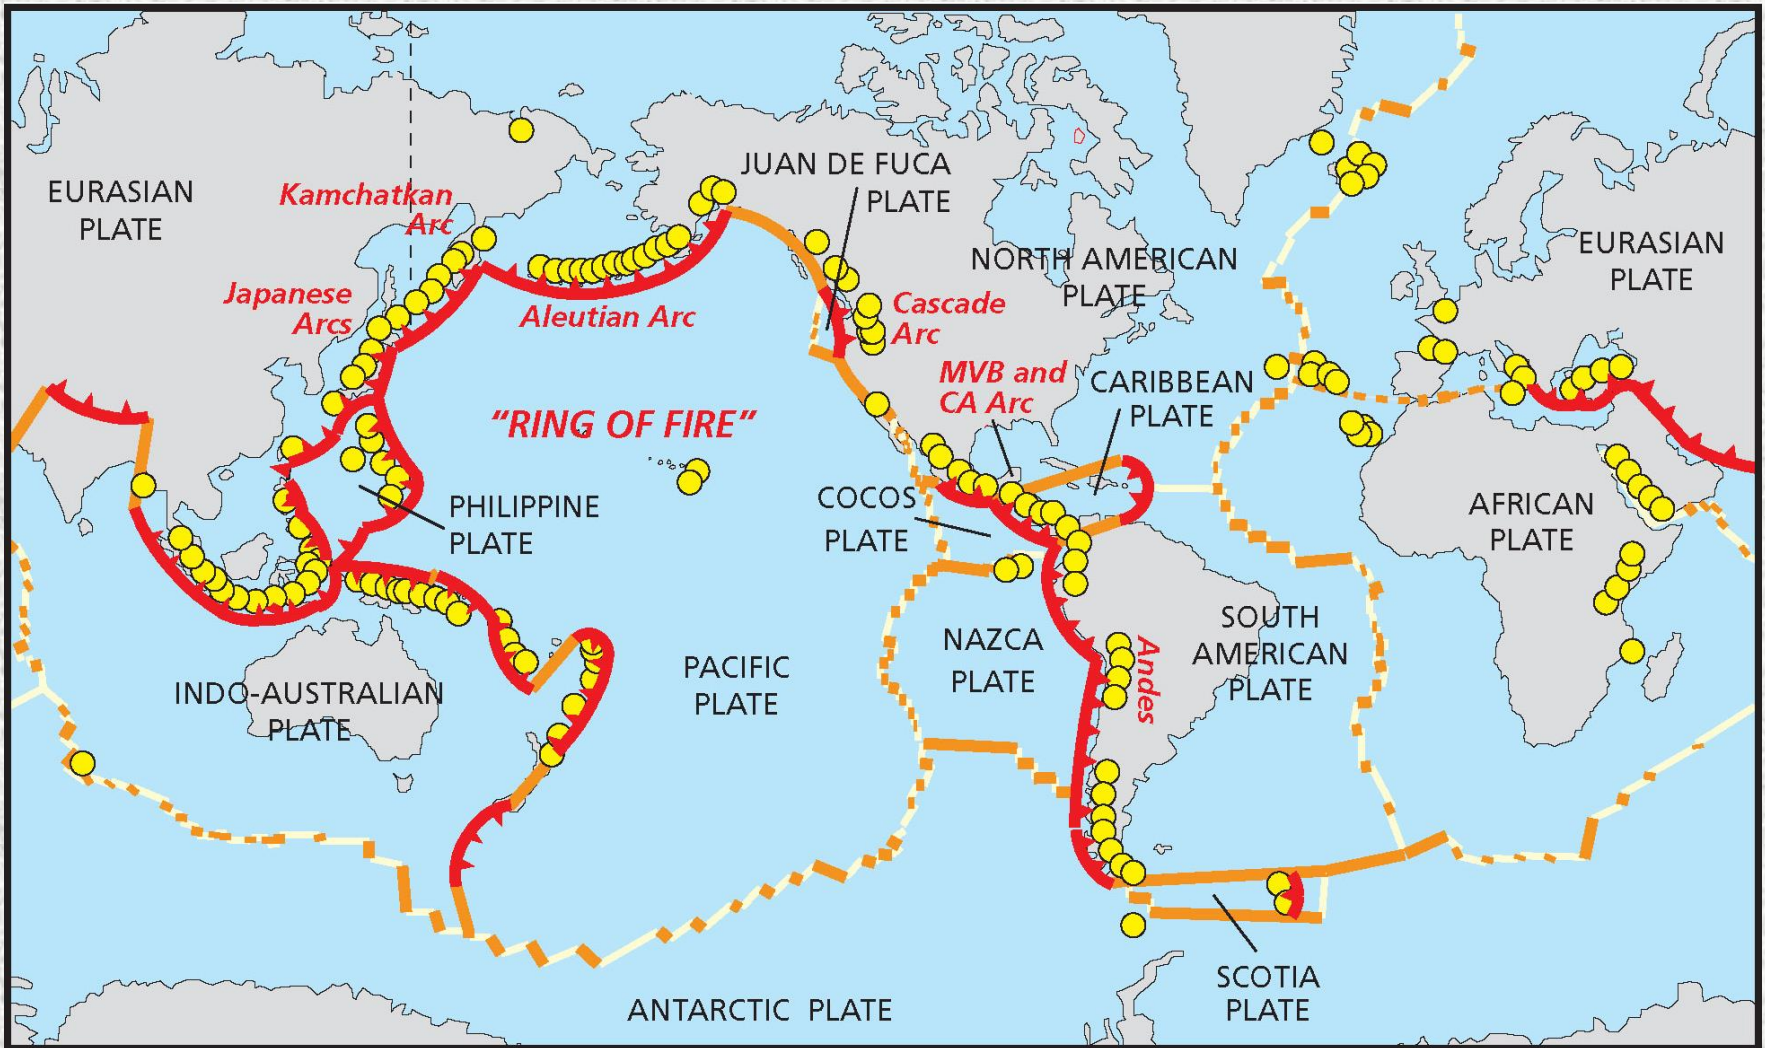 EURASIAN
PLATE
Kamchatkan
Arc
Japanese
Arcs
Aleutian Arc
JUAN DE FUCA
PLATE
NORTH AMERICAN
PLATE
EURASIAN
PLATE
Cascade
Arc
MVB and
CA Arc
CARIBBEAN
PLATE
"RING OF FIRE"
PHILIPPINE
PLATE
COCOS
PLATE
AFRICAN
PLATE
INDO-AUSTRALIAN
PLATE
PACIFIC
PLATE
NAZCA
PLATE
Andes
SOUTH
AMERICAN
PLATE
SCOTIA
PLATE
ANTARCTIC PLATE